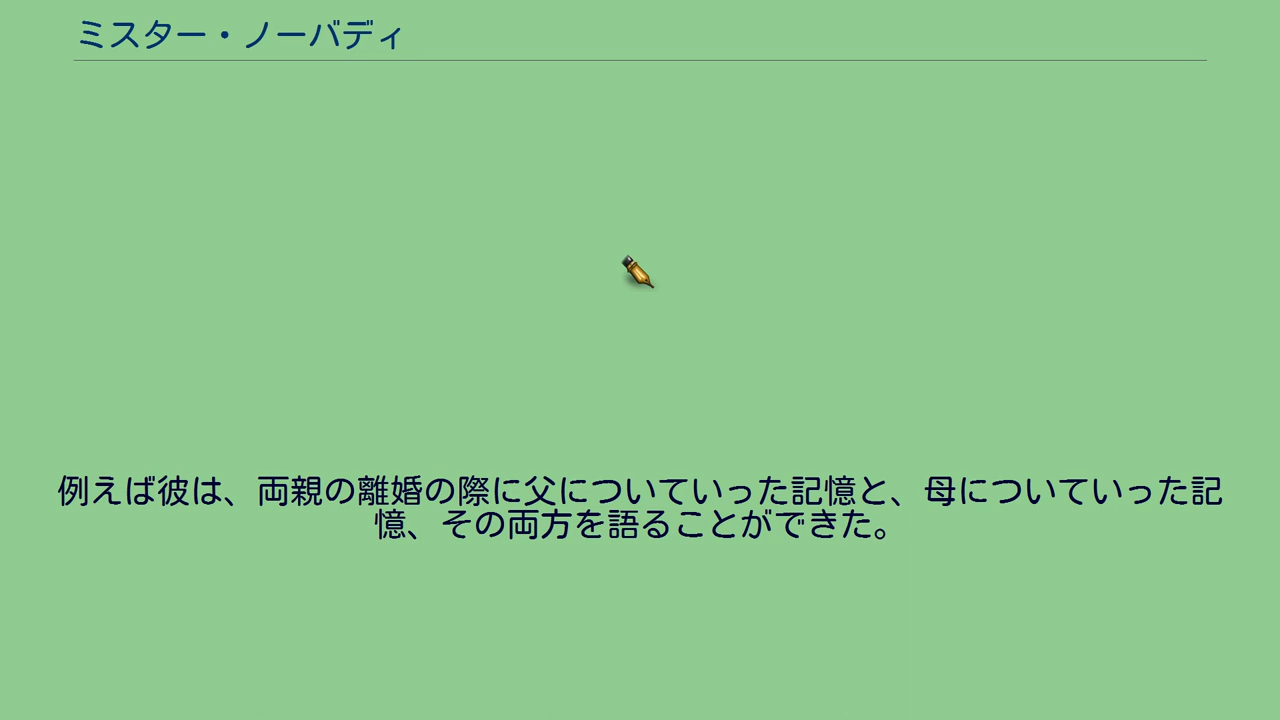 ミスター・ノーバディ
例えば彼は、両親の離婚の際に父についていった記憶と、母についていった記
憶、その両方を語ることができた。